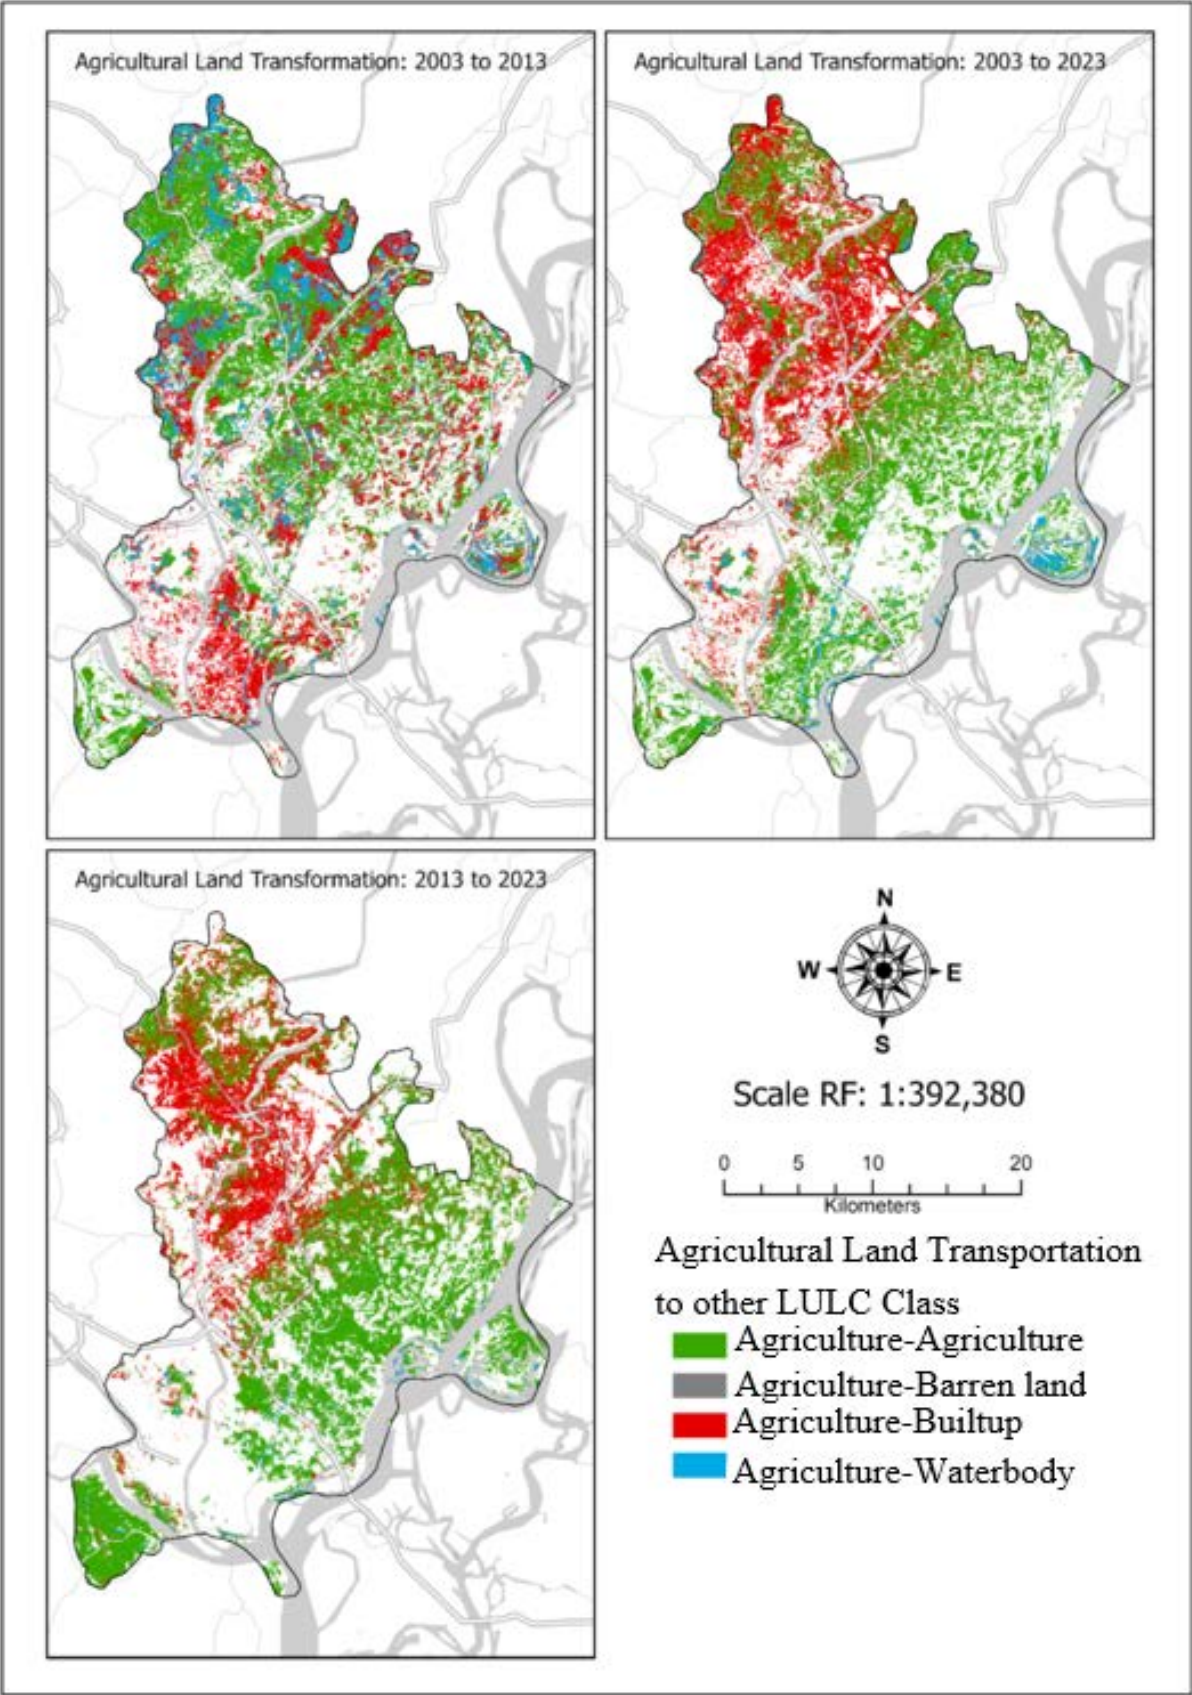 Agricultural Land Transformation: 2003 to 2013
Agricultural Land Transformation: 2003 to 2023
Agricultural Land Transformation: 2013 to 2023
N
W E
S
Scale RF: 1:392,380
0 5 10 20
Kilometers
Agricultural Land Transportation
to other LULC Class
Agriculture-Agriculture
Agriculture-Barren land
Agriculture-Builtup
Agriculture-Waterbody